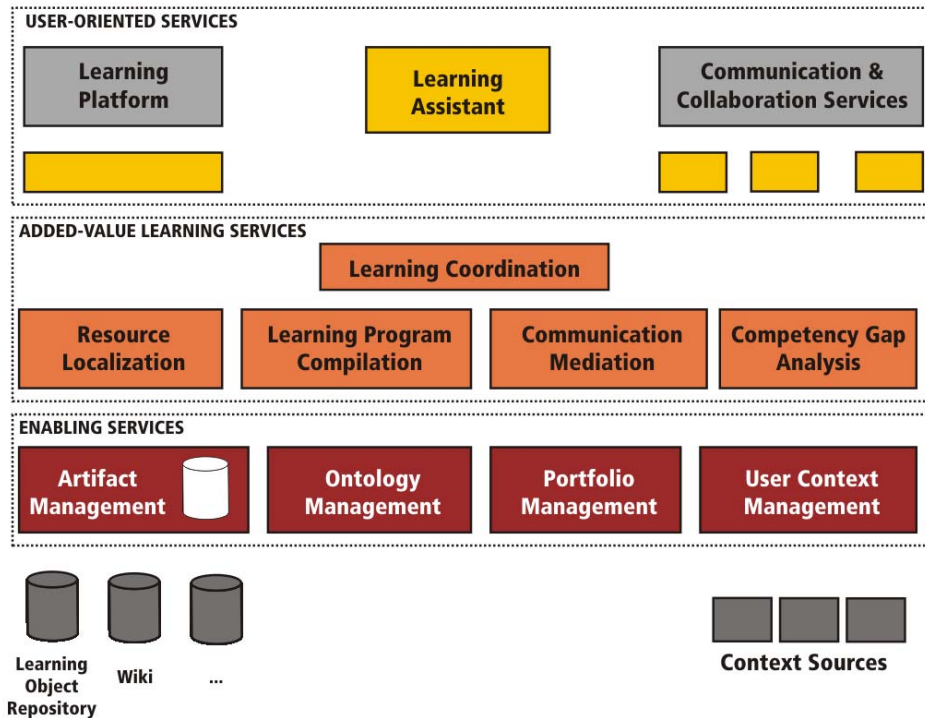 USER-ORIENTED SERVICES
Learning
Platform
Learning
Assistant
Communication &
Collaboration Services
ADDED-VALUE LEARNING SERVICES
Learning Coordination
Resource
Localization
Learning Program
Compilation
Communication
Mediation
Competency Gap
Analysis
ENABLING SERVICES
Artifact
Management
Ontology
Management
Portfolio
Management
User Context
Management
Learning
Object
Repository
Wiki
...
Context Sources